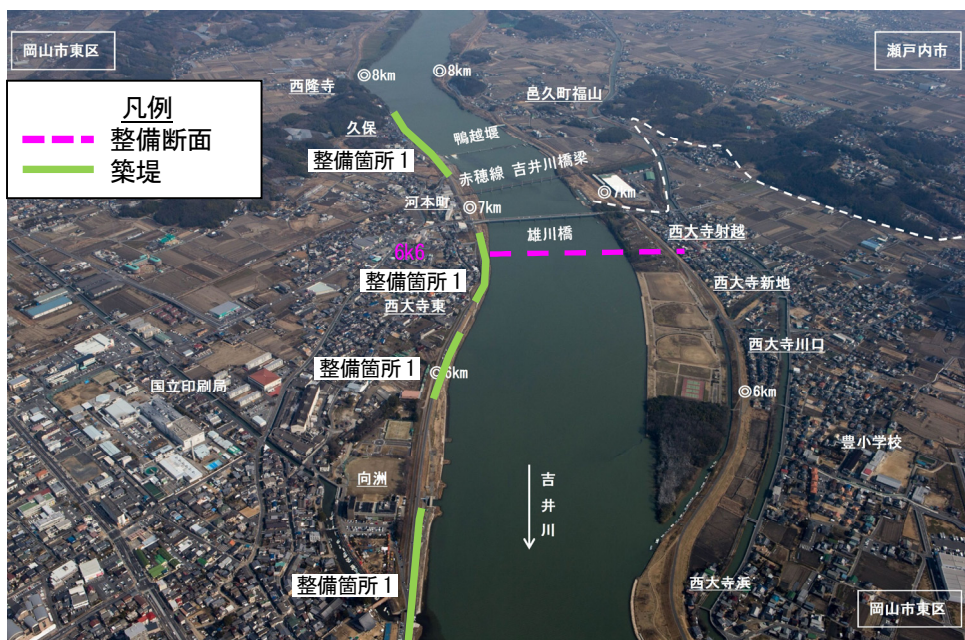 岡山市東区
瀬戸内市
◎8km
◎8km
西隆寺
邑久町福山
凡例
整備断面
築堤
久保
鴨越堰
整備箇所1
赤穂線 吉井川橋梁
◎7km
河本町
◎7km
雄川橋
西大寺射越
6k6
整備箇所1
西大寺新地
西大寺東
西大寺川口
整備箇所1
◎6km
国立印刷局
◎6km
豊小学校
向洲
吉井川
整備箇所1
西大寺浜
岡山市東区